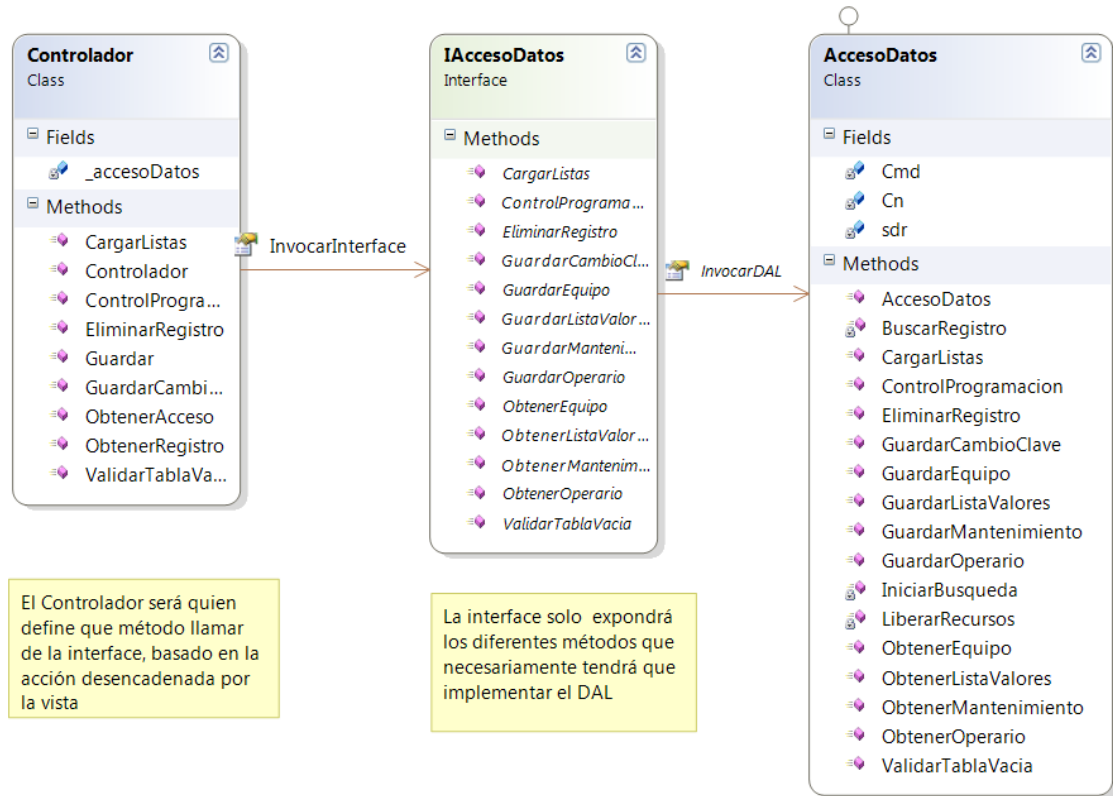 Controlador
Class
Fields
_accesoDatos
Methods
CargarListas
Controlador
ControlProgra...
EliminarRegistro
Guardar
GuardarCambi...
ObtenerAcceso
ObtenerRegistro
ValidarTablaVa...
InvocarInterface
IAccesoDatos
Interface
Methods
CargarListas
ControlPrograma...
EliminarRegistro
GuardarCambioCl...
GuardarEquipo
GuardarListaValor...
GuardarManteni...
GuardarOperario
ObtenerEquipo
ObtenerListaValor...
ObtenerMantenim...
ObtenerOperario
ValidarTablaVacia
InvocarDAL
AccesoDatos
Class
Fields
Cmd
Cn
sdr
Methods
AccesoDatos
BuscarRegistro
CargarListas
ControlProgramacion
EliminarRegistro
GuardarCambioClave
GuardarEquipo
GuardarListaValores
GuardarMantenimiento
GuardarOperario
IniciarBusqueda
LiberarRecursos
ObtenerEquipo
ObtenerListaValores
ObtenerMantenimiento
ObtenerOperario
ValidarTablaVacia
El Controlador será quien
define que método llamar
de la interface, basado en la
acción desencadenada por
la vista
La interface solo expondrá
los diferentes métodos que
necesariamente tendrá que
implementar el DAL